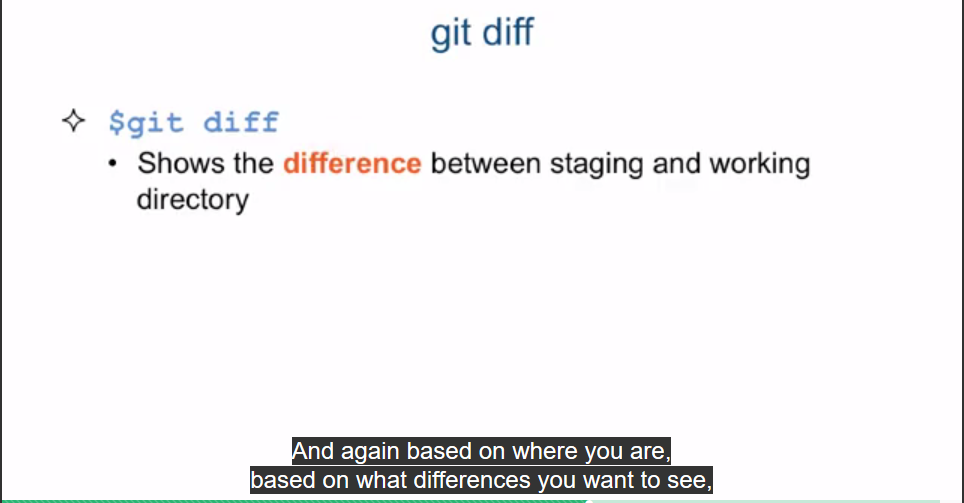 git diff
$git diff
• Shows the difference between staging and working
directory
And again based on where you are,
based on what differences you want to see,